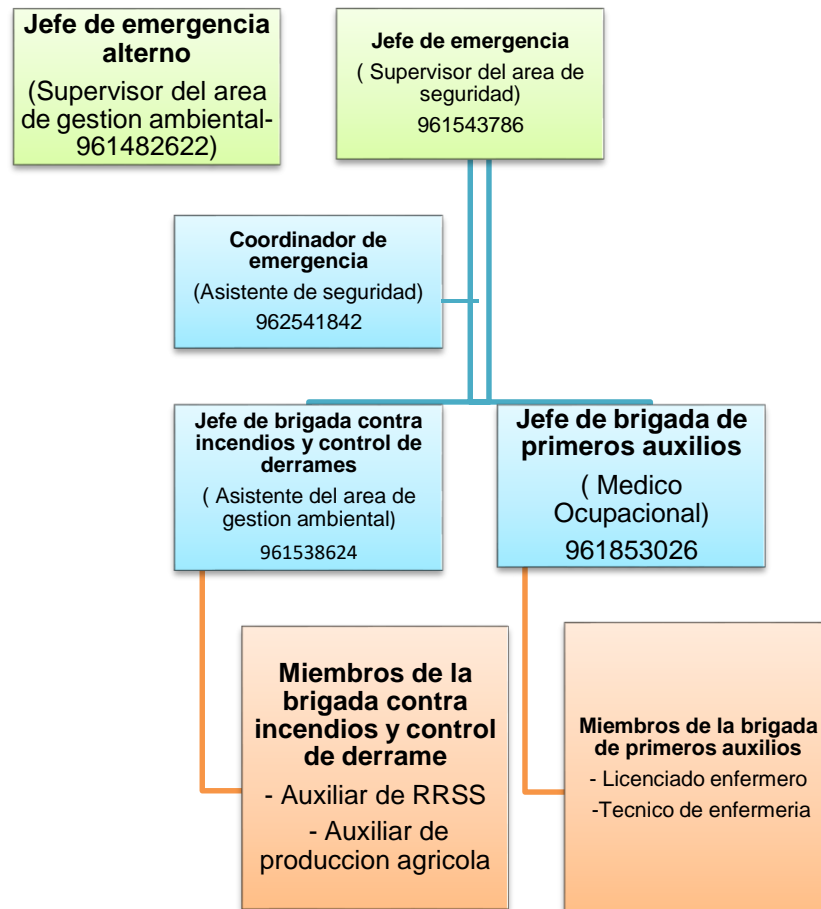 Jefe de emergencia
alterno
(Supervisor del area
de gestion ambiental-
961482622)
Jefe de emergencia
( Supervisor del area de
seguridad)
961543786
Coordinador de
emergencia
(Asistente de seguridad)
962541842
Jefe de brigada contra
incendios y control de
derrames
( Asistente del area de
gestion ambiental)
961538624
Jefe de brigada de
primeros auxilios
( Medico
Ocupacional)
961853026
Miembros de la
brigada contra
incendios y control
de derrame
- Auxiliar de RRSS
- Auxiliar de
produccion agricola
Miembros de la brigada
de primeros auxilios
- Licenciado enfermero
-Tecnico de enfermeria